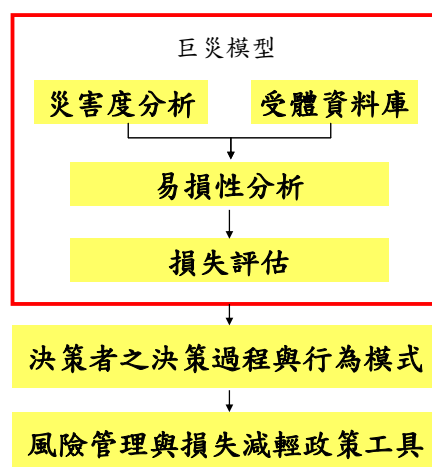 巨災模型
災害度分析
受體資料庫
易損性分析
損失評估
決策者之決策過程與行為模式
風險管理與損失減輕政策工具